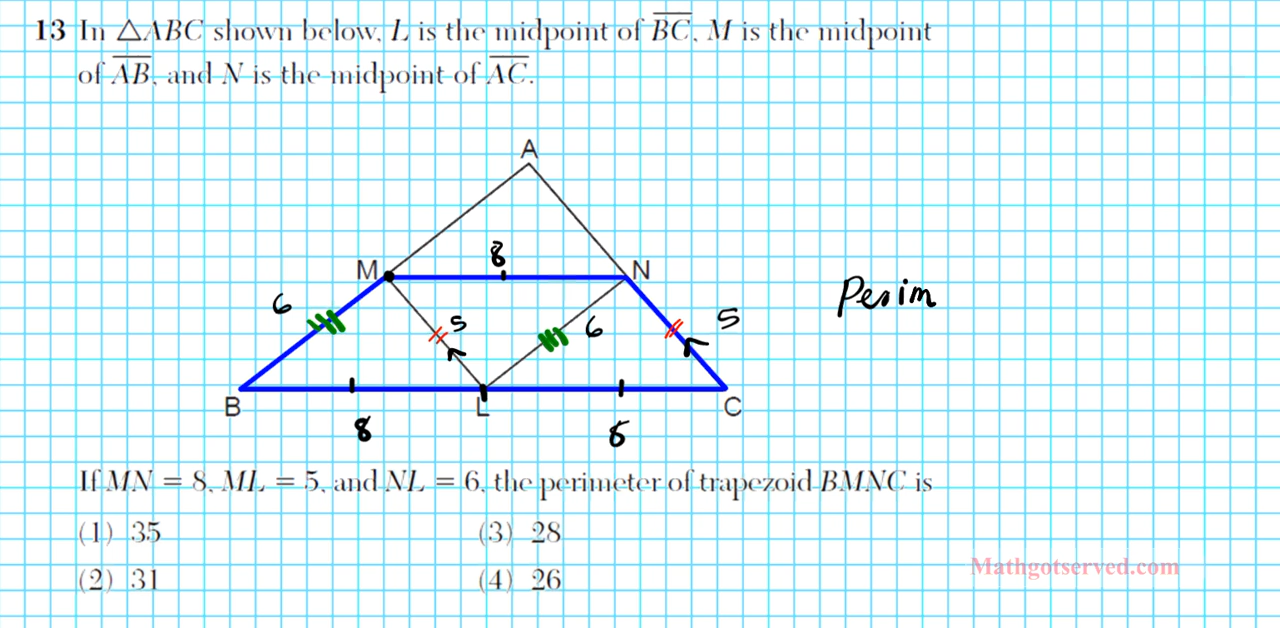 13 In △ABC shown below, L is the midpoint of BC, M is the midpoint
of AB, and N is the midpoint of AC.
A
M
8
N
6
5
6
5
Perim
B
L
C
8
8
If MN = 8, ML = 5, and NL = 6, the perimeter of trapezoid BMNC is
(1) 35
(3) 28
(2) 31
(4) 26
Mathgotserved.com